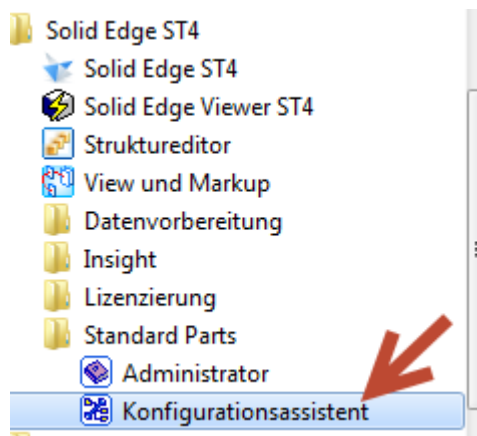 Solid Edge ST4
Solid Edge ST4
Solid Edge Viewer ST4
Struktureditor
View und Markup
Datenvorbereitung
Insight
Lizenzierung
Standard Parts
Administrator
Konfigurationsassistent